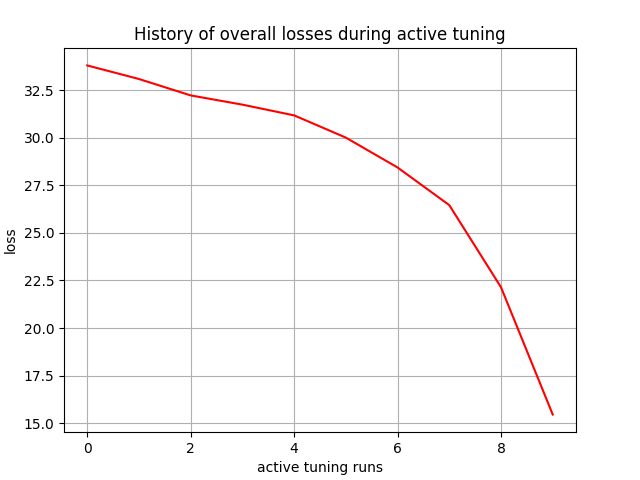 History of overall losses during active tuning
32.5
30.0
27.5
25.0
22.5
20.0
17.5
15.0
loss
0 2 4 6 8
active tuning runs